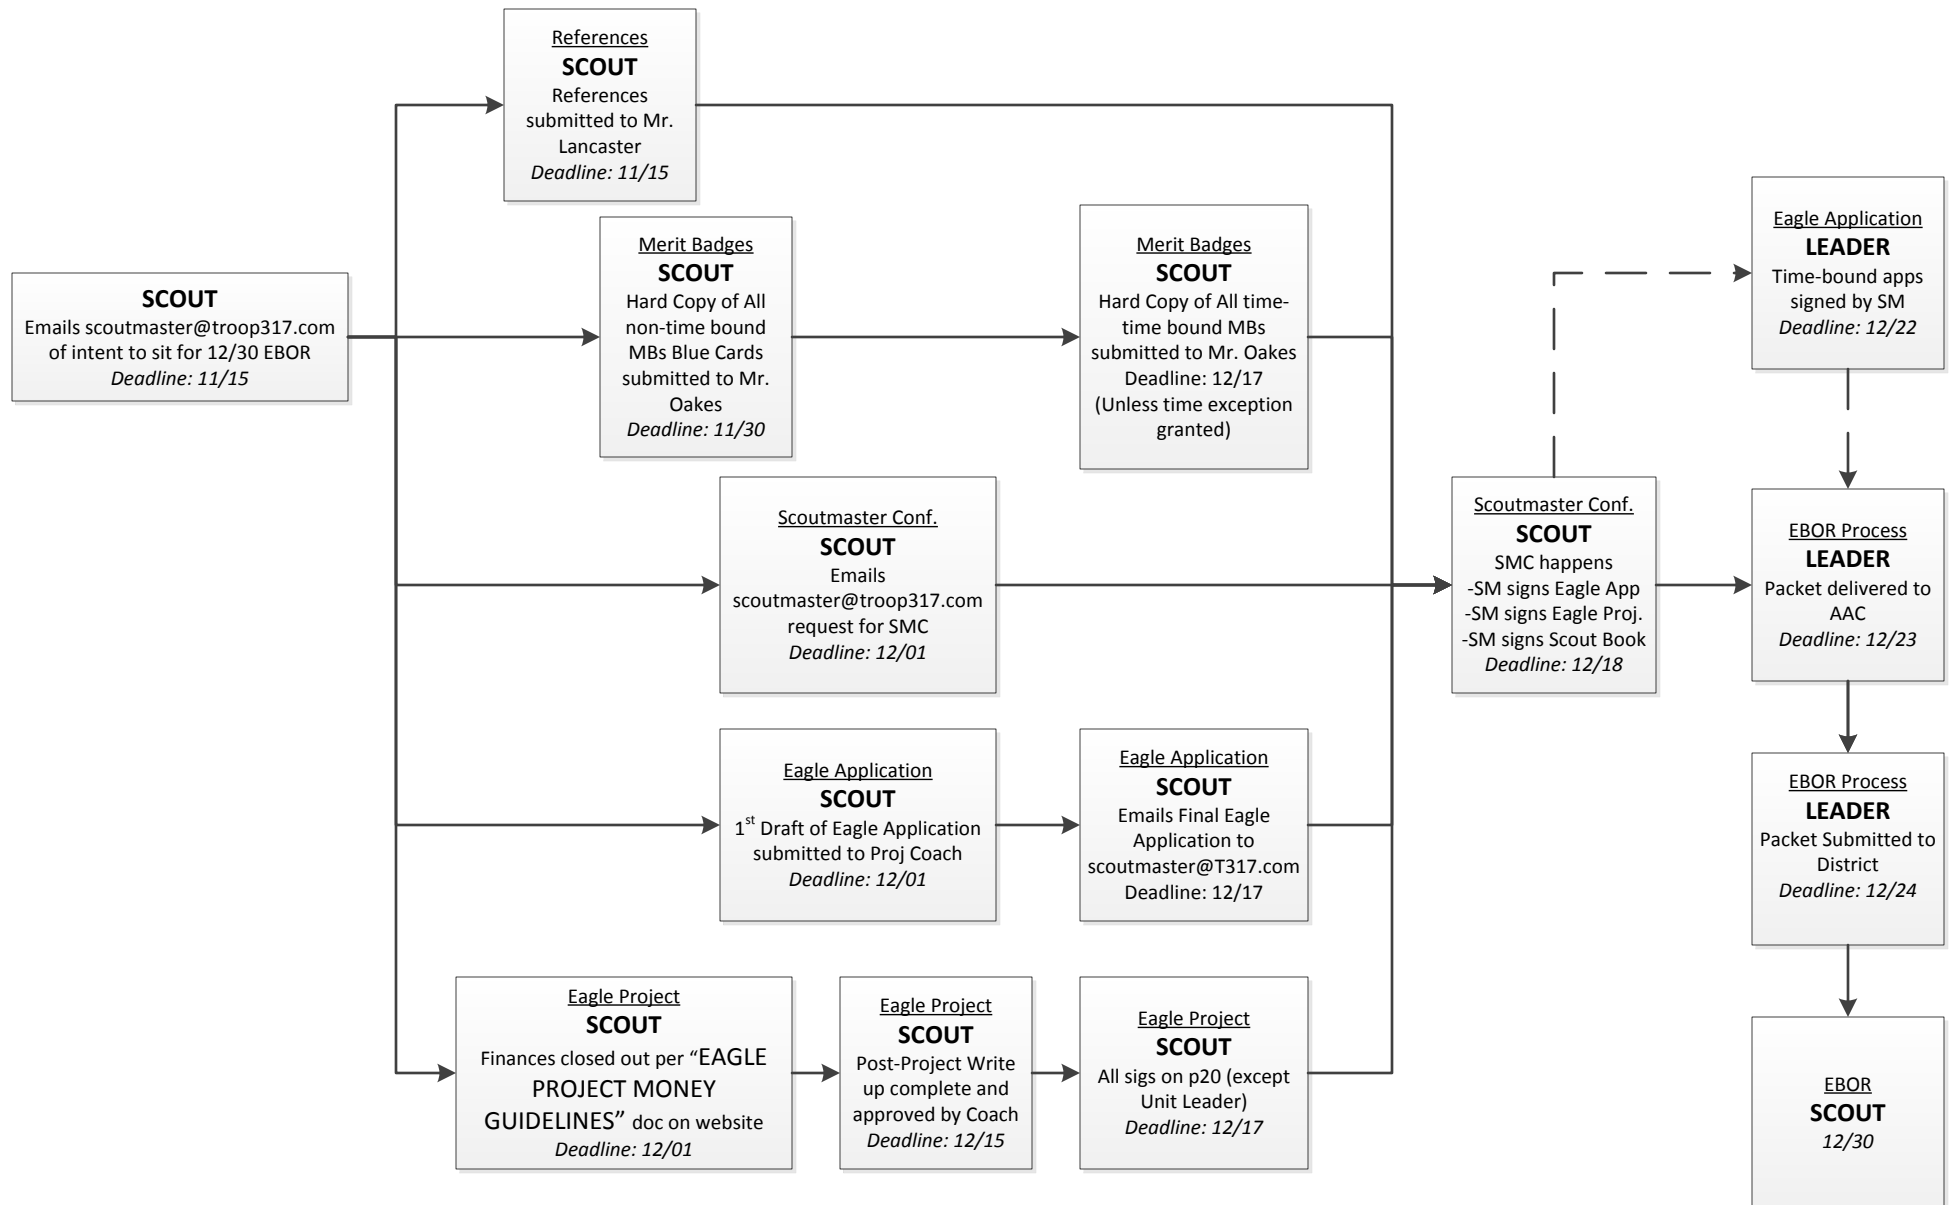 SCOUT
Emails scoutmaster@troop317.com
of intent to sit for 12/30 EBOR
Deadline: 11/15
References
SCOUT
References
submitted to Mr.
Lancaster
Deadline: 11/15
Merit Badges
SCOUT
Hard Copy of All
non-time bound
MBs Blue Cards
submitted to Mr.
Oakes
Deadline: 11/30
Merit Badges
SCOUT
Hard Copy of All time-
time bound MBs
submitted to Mr. Oakes
Deadline: 12/17
(Unless time exception
granted)
Scoutmaster Conf.
SCOUT
Emails
scoutmaster@troop317.com
request for SMC
Deadline: 12/01
Eagle Application
SCOUT
1st Draft of Eagle Application
submitted to Proj Coach
Deadline: 12/01
Eagle Application
SCOUT
Emails Final Eagle
Application to
scoutmaster@T317.com
Deadline: 12/17
Eagle Project
SCOUT
Finances closed out per “EAGLE
PROJECT MONEY
GUIDELINES” doc on website
Deadline: 12/01
Eagle Project
SCOUT
Post-Project Write
up complete and
approved by Coach
Deadline: 12/15
Eagle Project
SCOUT
All sigs on p20 (except
Unit Leader)
Deadline: 12/17
Scoutmaster Conf.
SCOUT
SMC happens
-SM signs Eagle App
-SM signs Eagle Proj.
-SM signs Scout Book
Deadline: 12/18
Eagle Application
LEADER
Time-bound apps
signed by SM
Deadline: 12/22
EBOR Process
LEADER
Packet delivered to
AAC
Deadline: 12/23
EBOR Process
LEADER
Packet Submitted to
District
Deadline: 12/24
EBOR
SCOUT
12/30